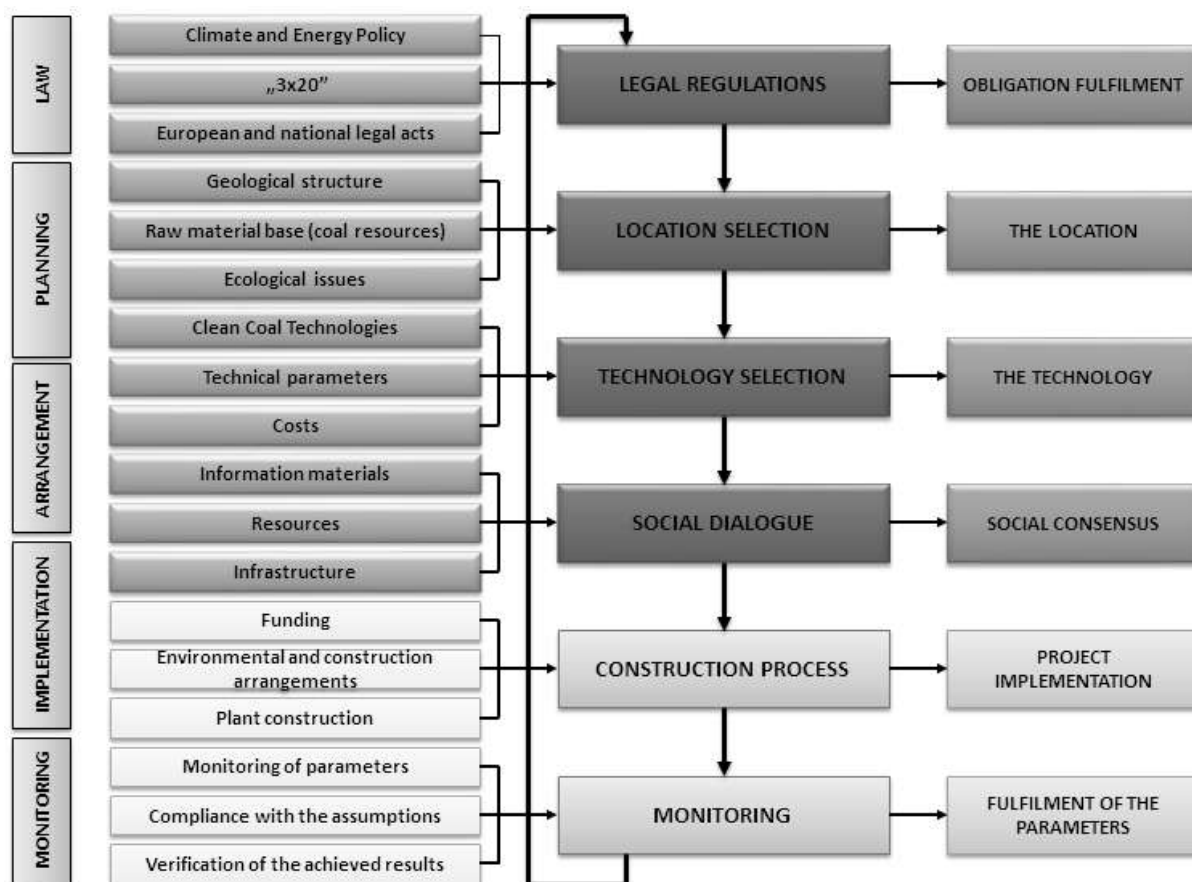 LAW
Climate and Energy Policy
„3x20”
European and national legal acts
LEGAL REGULATIONS
OBLIGATION FULFILMENT
PLANNING
Geological structure
Raw material base (coal resources)
Ecological issues
LOCATION SELECTION
THE LOCATION
Clean Coal Technologies
Technical parameters
Costs
TECHNOLOGY SELECTION
THE TECHNOLOGY
ARRANGEMENT
Information materials
Resources
Infrastructure
SOCIAL DIALOGUE
SOCIAL CONSENSUS
IMPLEMENTATION
Funding
Environmental and construction
arrangements
Plant construction
CONSTRUCTION PROCESS
PROJECT
IMPLEMENTATION
MONITORING
Monitoring of parameters
Compliance with the assumptions
Verification of the achieved results
MONITORING
FULFILMENT OF THE
PARAMETERS